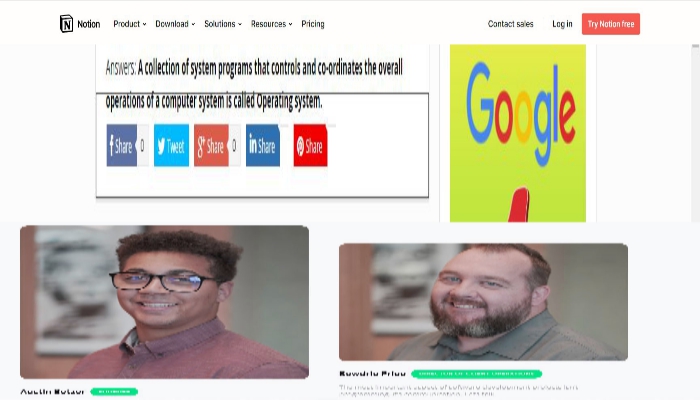 Notion Product Download Solutions Resources Pricing Contact sales Log in Try Notion free
Answers: A collection of system programs that controls and co-ordinates the overall
operations of a computer system is called Operating system.
f Share 0 Tweet g+ Share 0 in Share Share
Google